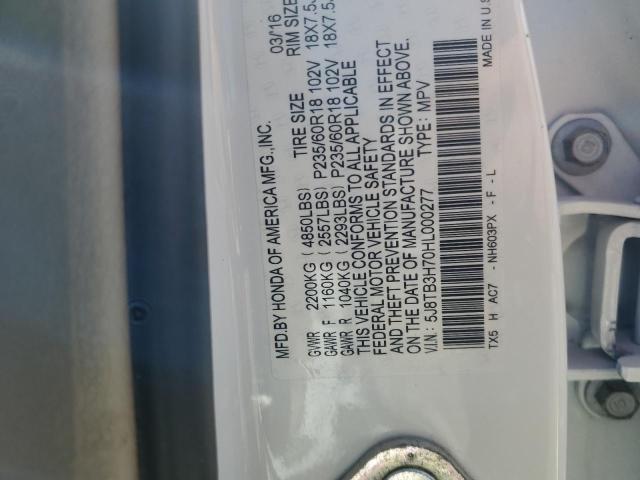 MFD.BY HONDA OF AMERICA MFG.,INC. 03/16
TIRE SIZE RIM SIZE
GVWR 2200KG ( 4850LBS)
GAWR F 1160KG ( 2557LBS) P235/60R18 102V 18X7.5
GAWR R 1040KG ( 2293LBS) P235/60R18 102V 18X7.5
THIS VEHICLE CONFORMS TO ALL APPLICABLE
FEDERAL MOTOR VEHICLE SAFETY
AND THEFT PREVENTION STANDARDS IN EFFECT
ON THE DATE OF MANUFACTURE SHOWN ABOVE.
V.I.N: 5J8TB3H70HL000277 TYPE: MPV
TX5 H AC7 - NH603PX - F - L MADE IN